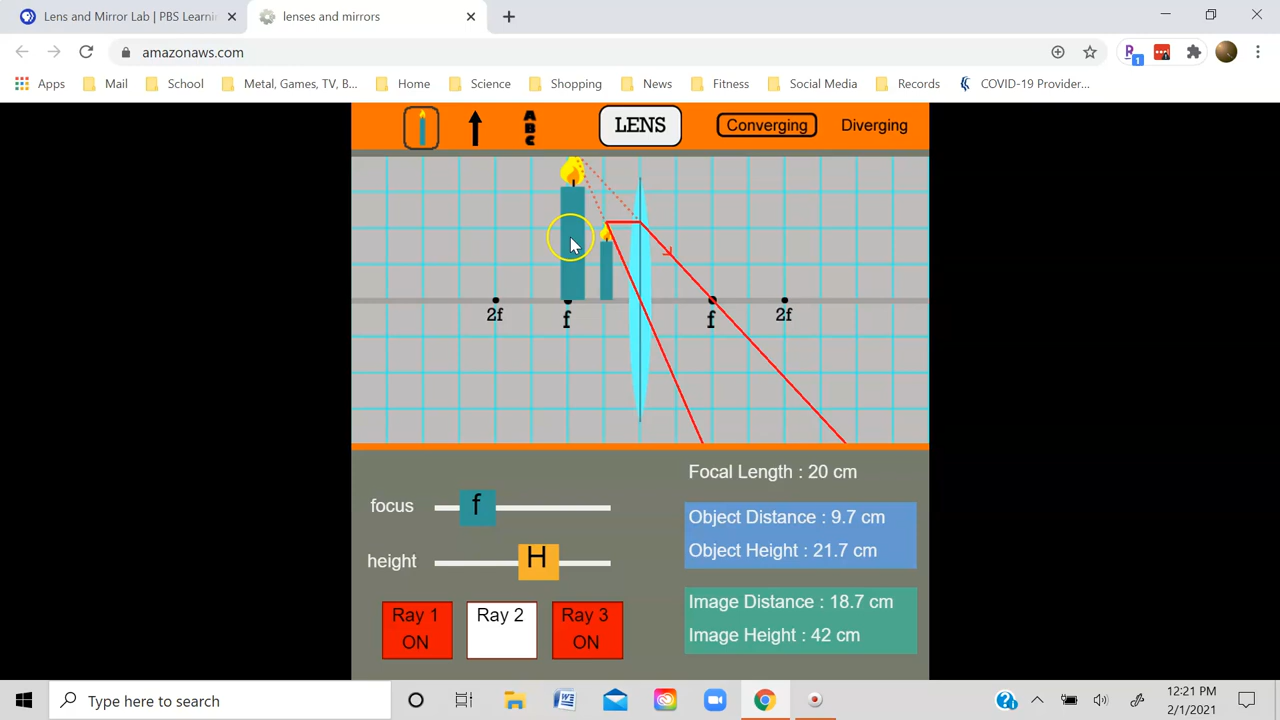 Lens and Mirror Lab | PBS Learnin
lenses and mirrors
amazonaws.com
Apps Mail School Metal, Games, TV, B... Home Science Shopping News Fitness Social Media Records COVID-19 Provider...
A
B
C
LENS
Converging
Diverging
2f
f
f
2f
focus
f
height
H
Ray 1
ON
Ray 2
Ray 3
ON
Focal Length : 20 cm
Object Distance : 9.7 cm
Object Height : 21.7 cm
Image Distance : 18.7 cm
Image Height : 42 cm
Type here to search
12:21 PM
2/1/2021